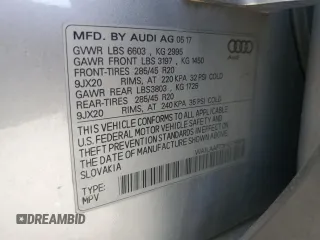 MFD. BY AUDI AG 05 17
GVWR LBS 6603 , KG 2995
GAWR FRONT LBS 3197 , KG 1450
FRONT-TIRES 285/45 R20
9JX20 RIMS, AT 220 KPA 32 PSI COLD
GAWR REAR LBS3803 , KG 1725
REAR-TIRES 285/45 R20
9JX20 RIMS, AT 240 KPA 35 PSI COLD
THIS VEHICLE CONFORMS TO ALL APPLICABLE
U.S. FEDERAL MOTOR VEHICLE SAFETY, BUMPER, AND
THEFT PREVENTION STANDARDS IN EFFECT ON
THE DATE OF MANUFACTURE SHOWN ABOVE
SLOVAKIA
TYPE:
MPV
Audi
DREAMBID